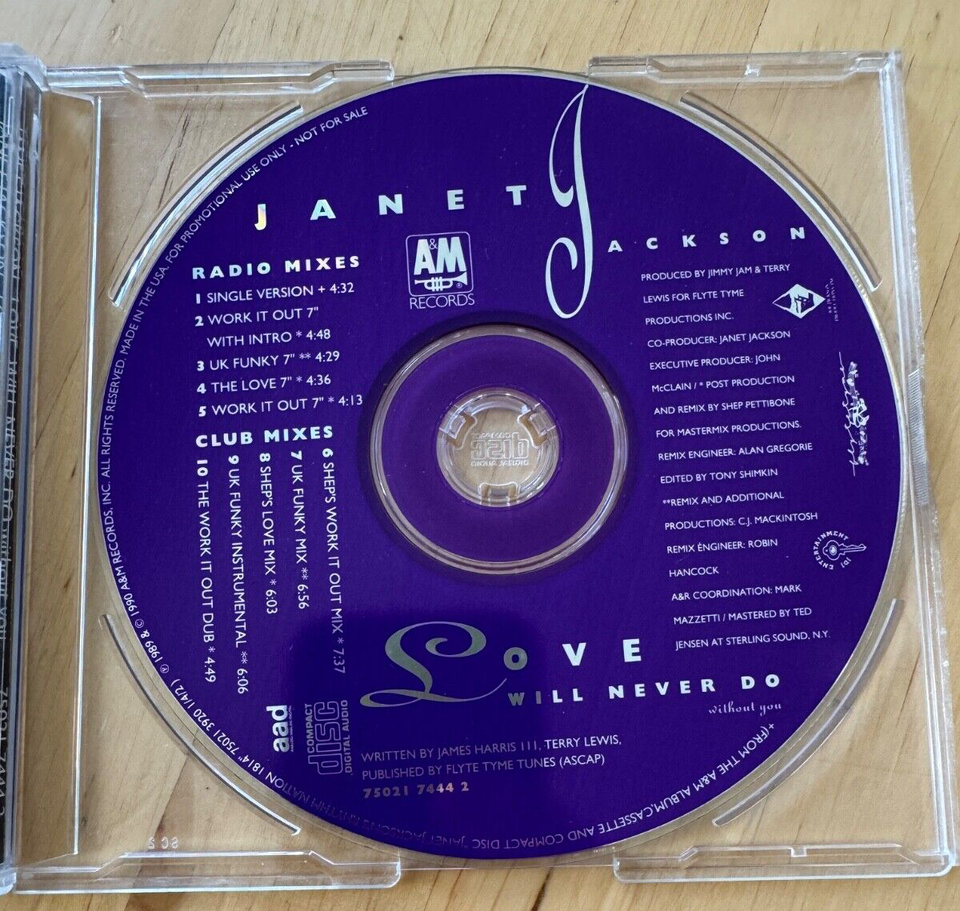 FOR PROMOTIONAL USE ONLY - NOT FOR SALE
JANET
JACKSON
A&M
RECORDS
RADIO MIXES
1 SINGLE VERSION + 4:32
2 WORK IT OUT 7"
WITH INTRO * 4:48
3 UK FUNKY 7" ** 4:29
4 THE LOVE 7" * 4:36
5 WORK IT OUT 7" * 4:13
CLUB MIXES
6 SHEP'S WORK IT OUT MIX * 7:37
7 UK FUNK MIX ** 6:56
8 SHEP'S LOVE MIX * 6:03
9 UK FUNKY INSTRUMENTAL ** 6:06
10 THE WORK IT OUT DUB * 4:49
PRODUCED BY JIMMY JAM & TERRY
LEWIS FOR FLYTE TYME
PRODUCTIONS INC.
CO-PRODUCER: JANET JACKSON
EXECUTIVE PRODUCER: JOHN
McCLAIN / * POST PRODUCTION
AND REMIX BY SHEP PETTIBONE
FOR MASTERMIX PRODUCTIONS.
REMIX ENGINEER: ALAN GREGORIE
EDITED BY TONY SHIMKIN
**REMIX AND ADDITIONAL
PRODUCTIONS: C.J. MACKINTOSH
REMIX ENGINEER: ROBIN
HANCOCK
A&R COORDINATION: MARK
MAZZETTI / MASTERED BY TED
JENSEN AT STERLING SOUND, N.Y.
ENTERTAINMENT
LOVE
WILL NEVER DO
without you
aad
COMPACT
disc
DIGITAL AUDIO
WRITTEN BY JAMES HARRIS III, TERRY LEWIS,
PUBLISHED BY FLYTE TYME TUNES (ASCAP)
75021 7444 2
+(FROM THE A&M ALBUM, CASSETTE AND COMPACT DISC "JANET JACKSON'S RHYTHM NATION 1814" 75021 3920 1/4/2)
℗ 1989 & © 1990 A&M RECORDS, INC. ALL RIGHTS RESERVED. MADE IN THE USA.